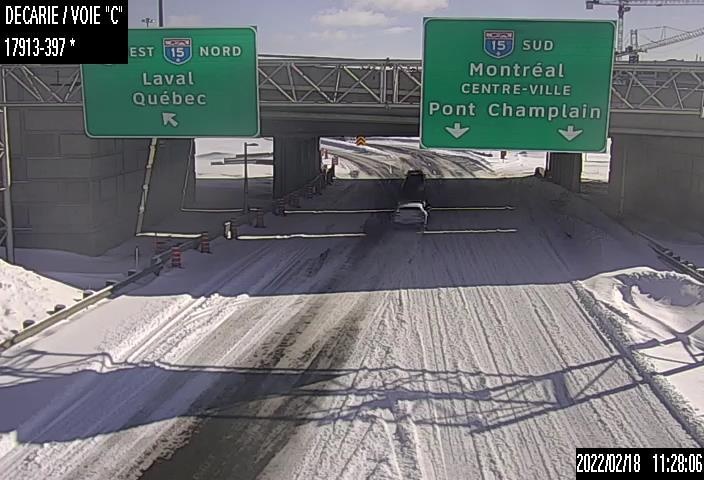 DECARIE / VOIE "C"
17913-397 *
EST 15 NORD
Laval
Québec
15 SUD
Montréal
CENTRE-VILLE
Pont Champlain
2022/02/18 11:28:06